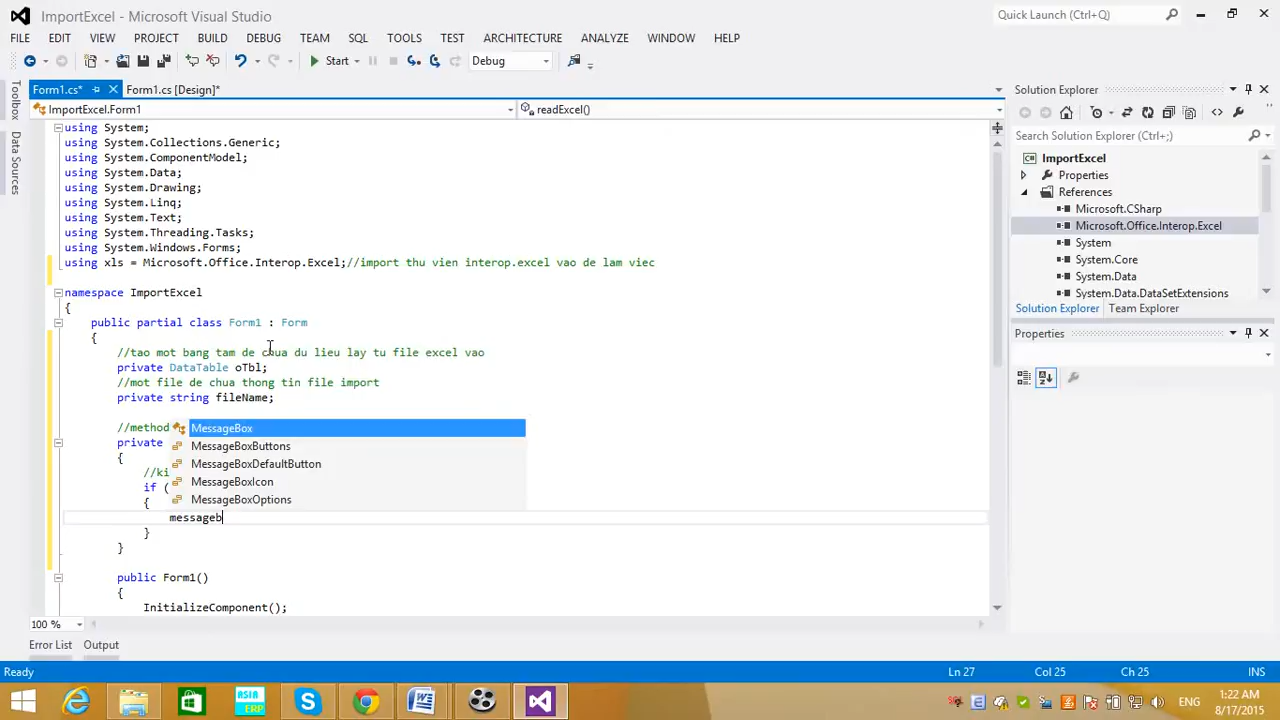 ImportExcel - Microsoft Visual Studio
Quick Launch (Ctrl+Q)
FILE EDIT VIEW PROJECT BUILD DEBUG TEAM SQL TOOLS TEST ARCHITECTURE ANALYZE WINDOW HELP
Start Debug
Toolbox
Data Sources
Form1.cs* Form1.cs [Design]*
ImportExcel.Form1 readExcel()
using System;
using System.Collections.Generic;
using System.ComponentModel;
using System.Data;
using System.Drawing;
using System.Linq;
using System.Text;
using System.Threading.Tasks;
using System.Windows.Forms;
using xls = Microsoft.Office.Interop.Excel;//import thu vien interop.excel vao de lam viec
namespace ImportExcel
{
public partial class Form1 : Form
{
//tao mot bang tam de chua du lieu lay tu file excel vao
private DataTable oTbl;
//mot file de chua thong tin file import
private string fileName;
//method
private
{
//ki
if (
{
messageb
}
}
MessageBox
MessageBoxButtons
MessageBoxDefaultButton
MessageBoxIcon
MessageBoxOptions
public Form1()
{
InitializeComponent();
100 %
Solution Explorer
Search Solution Explorer (Ctrl+;)
ImportExcel
Properties
References
Microsoft.CSharp
Microsoft.Office.Interop.Excel
System
System.Core
System.Data
System.Data.DataSetExtensions
Solution Explorer Team Explorer
Properties
Error List Output
Ready Ln 27 Col 25 Ch 25 INS
ASIA
ERP
ENG
1:22 AM
8/17/2015